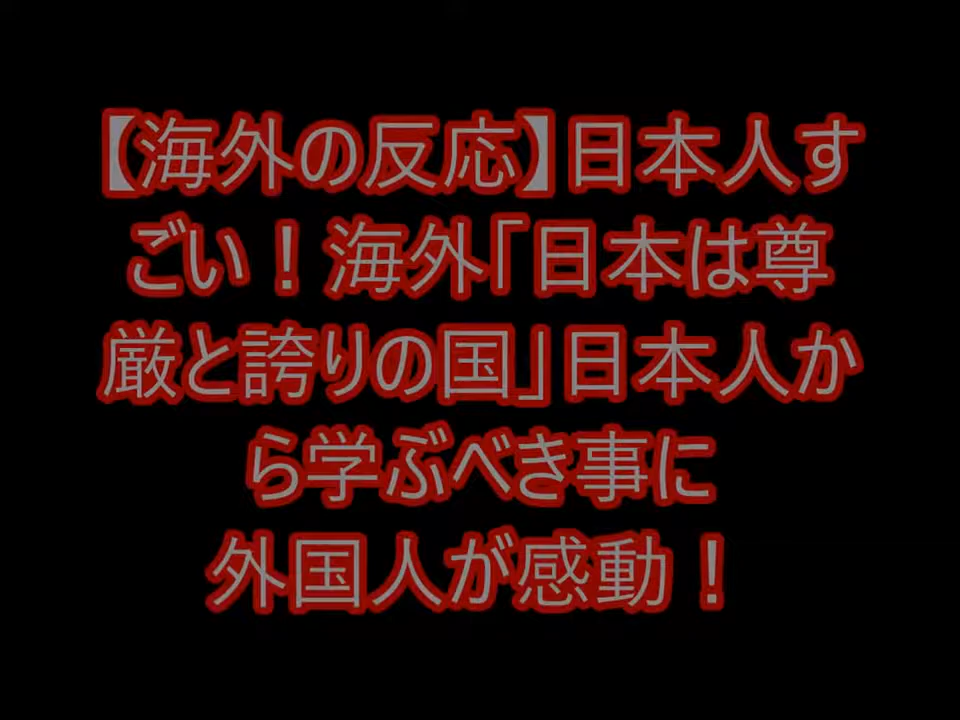 【海外の反応】日本人す
ごい！海外「日本は尊
厳と誇りの国」日本人か
ら学ぶべき事に
外国人が感動！